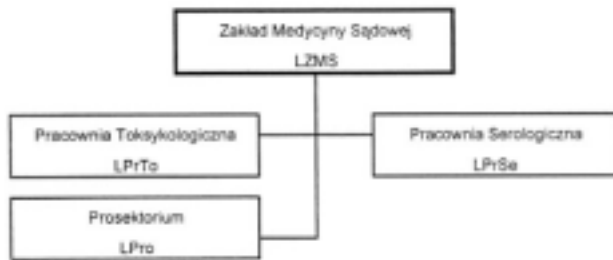 Zakład Medycyny Sądowej
LZMS
Pracownia Toksykologiczna
LPrTo
Pracownia Serologiczna
LPrSe
Prosektorium
LPro